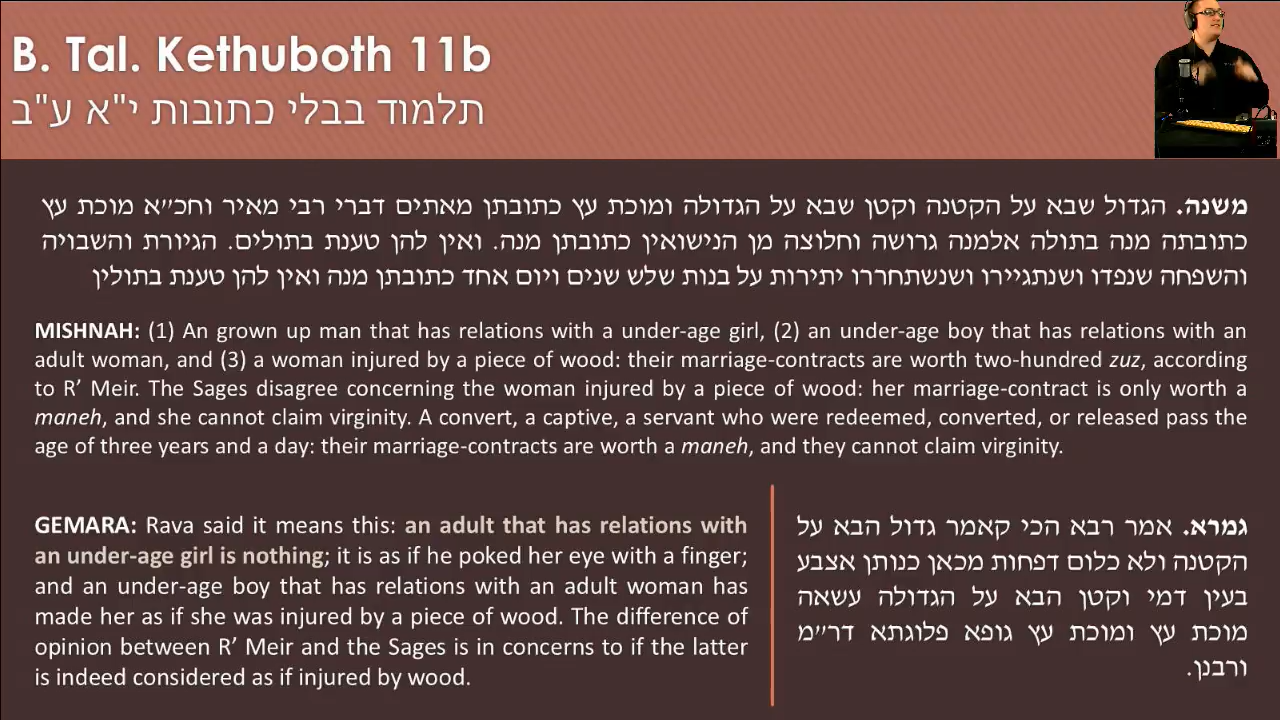 B. Tal. Kethuboth 11b
תלמוד בבלי כתובות י"א ע"ב
משנה. הגדול שבא על הקטנה וקטן שבא על הגדולה ומוכת עץ כתובתן מאתים דברי רבי מאיר וחכ״א מוכת עץ
כתובתה מנה בתולה אלמנה גרושה וחלוצה מן הנישואין כתובתן מנה. ואין להן טענת בתולים. הגיורת והשבויה
והשפחה שנפדו ושנתגיירו ושנשתחררו יתירות על בנות שלש שנים ויום אחד כתובתן מנה ואין להן טענת בתולין
MISHNAH: (1) An grown up man that has relations with a under-age girl, (2) an under-age boy that has relations with an
adult woman, and (3) a woman injured by a piece of wood: their marriage-contracts are worth two-hundred zuz, according
to R’ Meir. The Sages disagree concerning the woman injured by a piece of wood: her marriage-contract is only worth a
maneh, and she cannot claim virginity. A convert, a captive, a servant who were redeemed, converted, or released pass the
age of three years and a day: their marriage-contracts are worth a maneh, and they cannot claim virginity.
GEMARA: Rava said it means this: an adult that has relations with
an under-age girl is nothing; it is as if he poked her eye with a finger;
and an under-age boy that has relations with an adult woman has
made her as if she was injured by a piece of wood. The difference of
opinion between R’ Meir and the Sages is in concerns to if the latter
is indeed considered as if injured by wood.
גמרא. אמר רבא הכי קאמר גדול הבא על
הקטנה ולא כלום דפחות מכאן כנותן אצבע
בעין דמי וקטן הבא על הגדולה עשאה
מוכת עץ ומוכת עץ גופא פלוגתא דר״מ
ורבנן.